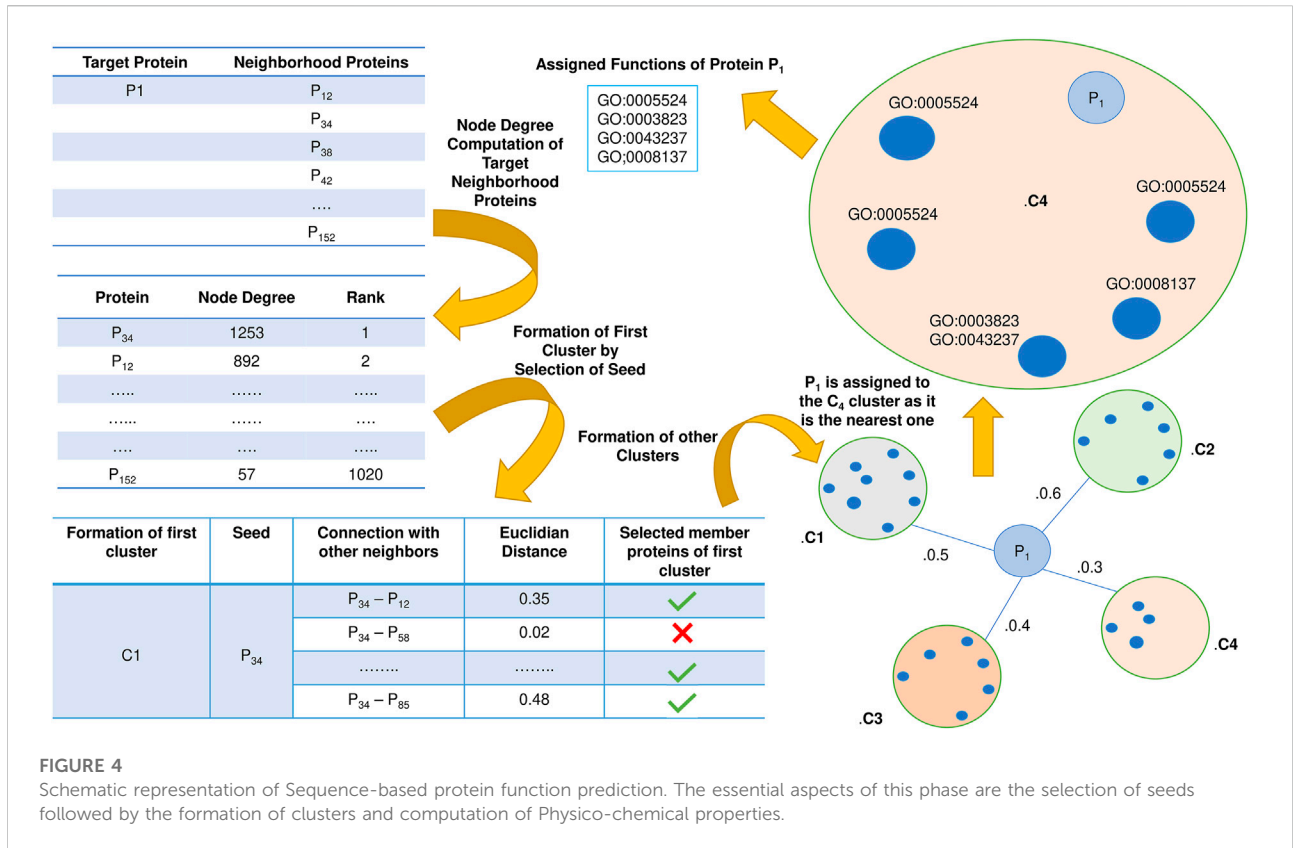 Target Protein Neighborhood Proteins
P1 P12
P34
P38
P42
....
P152
Node Degree
Computation of
Target
Neighborhood
Proteins
Assigned Functions of Protein P1
GO:0005524
GO:0003823
GO:0043237
GO;0008137
P1
GO:0005524
GO:0005524
.C4
GO:0005524
GO:0008137
GO:0003823
GO:0043237
Protein Node Degree Rank
P34 1253 1
P12 892 2
..... ...... .....
...... ...... ....
.... .... .....
P152 57 1020
Formation of First
Cluster by
Selection of Seed
Formation of other
Clusters
P1 is assigned to
the C4 cluster as it
is the nearest one
.C1
.C2
.C3
.C4
P1
.0.5
.0.6
.0.3
.0.4
Formation of first
cluster
Seed
Connection with
other neighbors
Euclidian
Distance
Selected member
proteins of first
cluster
C1 P34
P34 – P12 0.35
P34 – P58 0.02
........ ........
P34 – P85 0.48
FIGURE 4
Schematic representation of Sequence-based protein function prediction. The essential aspects of this phase are the selection of seeds
followed by the formation of clusters and computation of Physico-chemical properties.